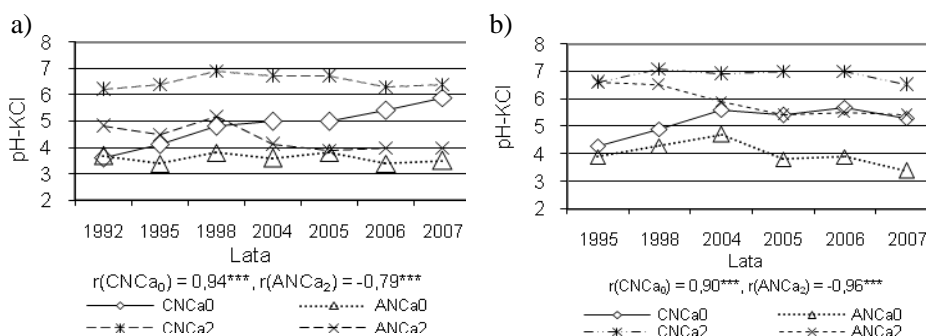 a)
8
7
6
5
4
3
2
pH-KCl
1992 1995 1998 2004 2005 2006 2007
Lata
r(CNCa₀) = 0,94***, r(ANCa₂) = -0,79***
CNCa0 ANCa0
CNCa2 ANCa2
b)
8
7
6
5
4
3
2
pH-KCl
1995 1998 2004 2005 2006 2007
Lata
r(CNCa₀) = 0,90***, r(ANCa₂) = -0,96***
CNCa0 ANCa0
CNCa2 ANCa2